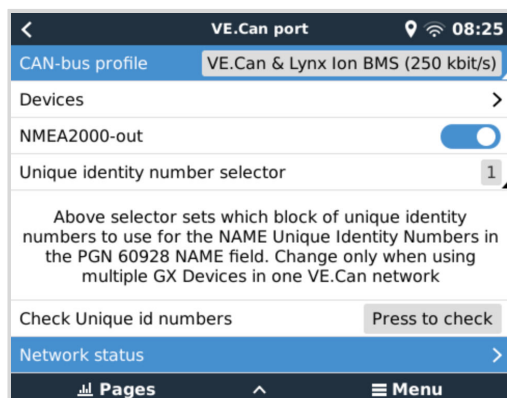 VE.Can port 08:25
CAN-bus profile VE.Can & Lynx Ion BMS (250 kbit/s)
Devices
NMEA2000-out
Unique identity number selector 1
Above selector sets which block of unique identity
numbers to use for the NAME Unique Identity Numbers in
the PGN 60928 NAME field. Change only when using
multiple GX Devices in one VE.Can network
Check Unique id numbers Press to check
Network status
Pages Menu